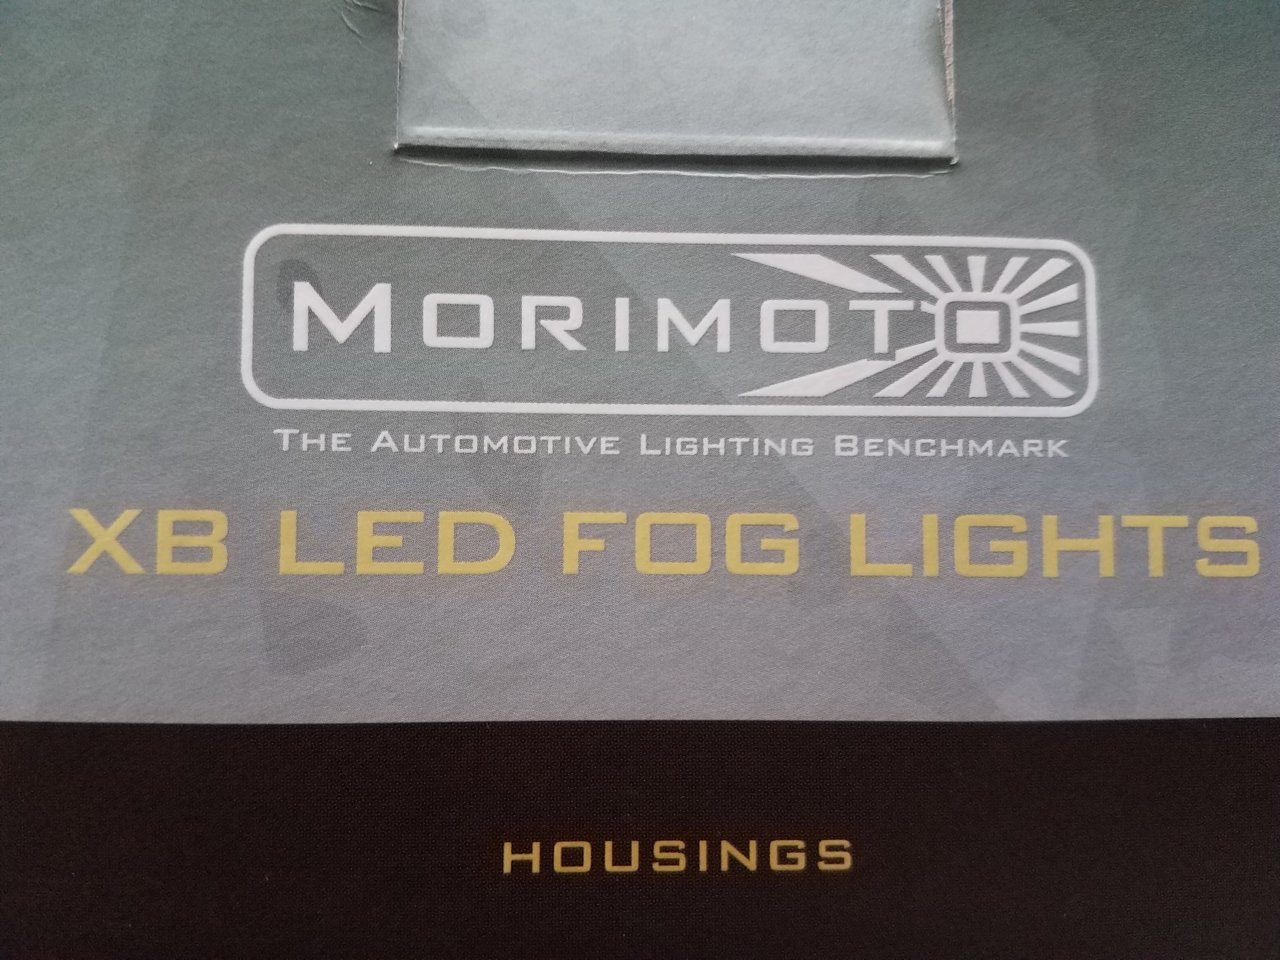 MORIMOTO
THE AUTOMOTIVE LIGHTING BENCHMARK
XB LED FOG LIGHTS
HOUSINGS